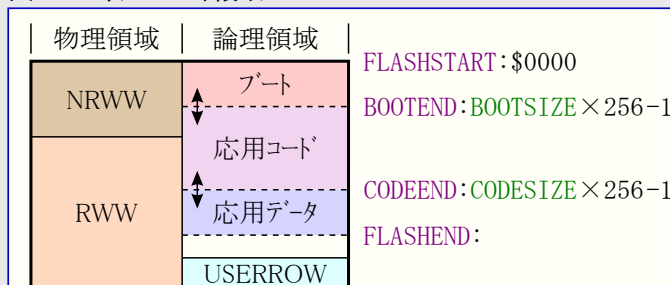 物理領域 論理領域
FLASHSTART:$0000
ブート
NRWW
BOOTEND:BOOTSIZE×256-1
応用コード
CODEEND:CODESIZE×256-1
RWW
応用データ
FLASHEND:
USERROW